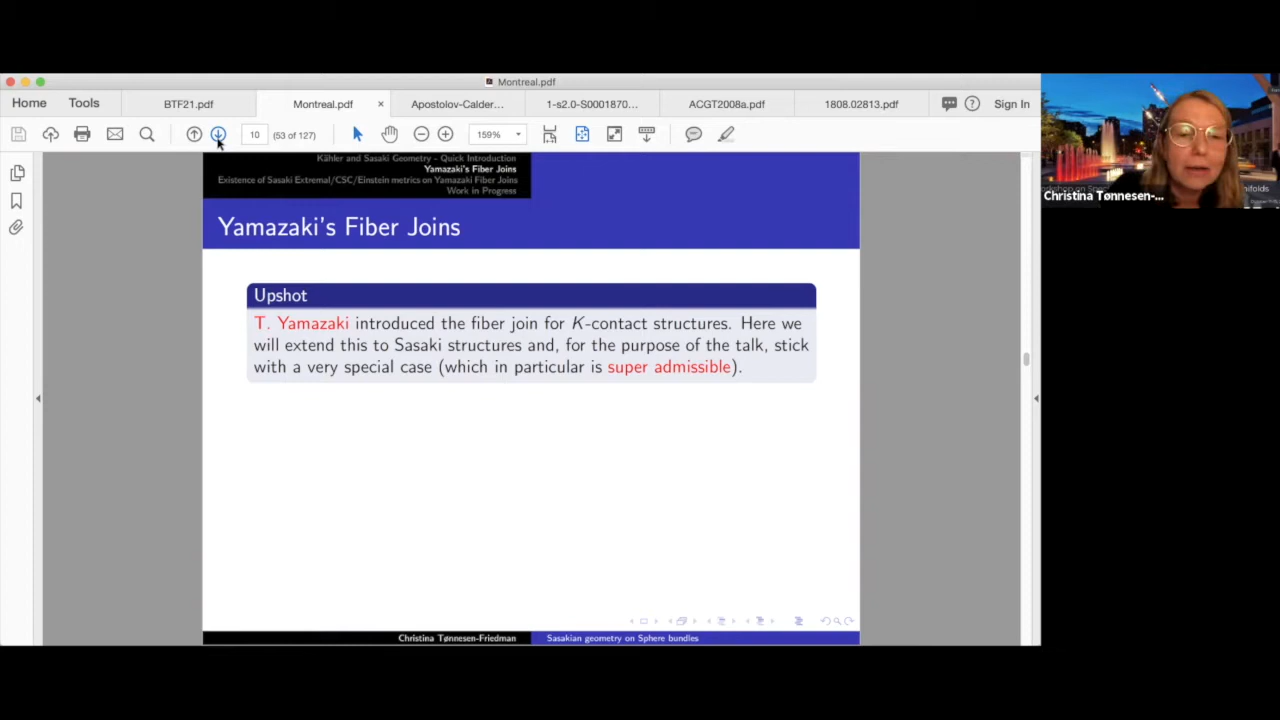 Montreal.pdf
Home Tools BTF21.pdf Montreal.pdf × Apostolov-Calder... 1-s2.0-S0001870... ACGT2008a.pdf 1808.02813.pdf Sign In
10 (53 of 127) 159%
Kähler and Sasaki Geometry - Quick Introduction
Yamazaki's Fiber Joins
Existence of Sasaki Extremal/CSC/Einstein metrics on Yamazaki Fiber Joins
Work in Progress
Yamazaki's Fiber Joins
Upshot
T. Yamazaki introduced the fiber join for K-contact structures. Here we
will extend this to Sasaki structures and, for the purpose of the talk, stick
with a very special case (which in particular is super admissible).
Christina Tønnesen-Friedman Sasakian geometry on Sphere bundles
Christina Tønnesen-...